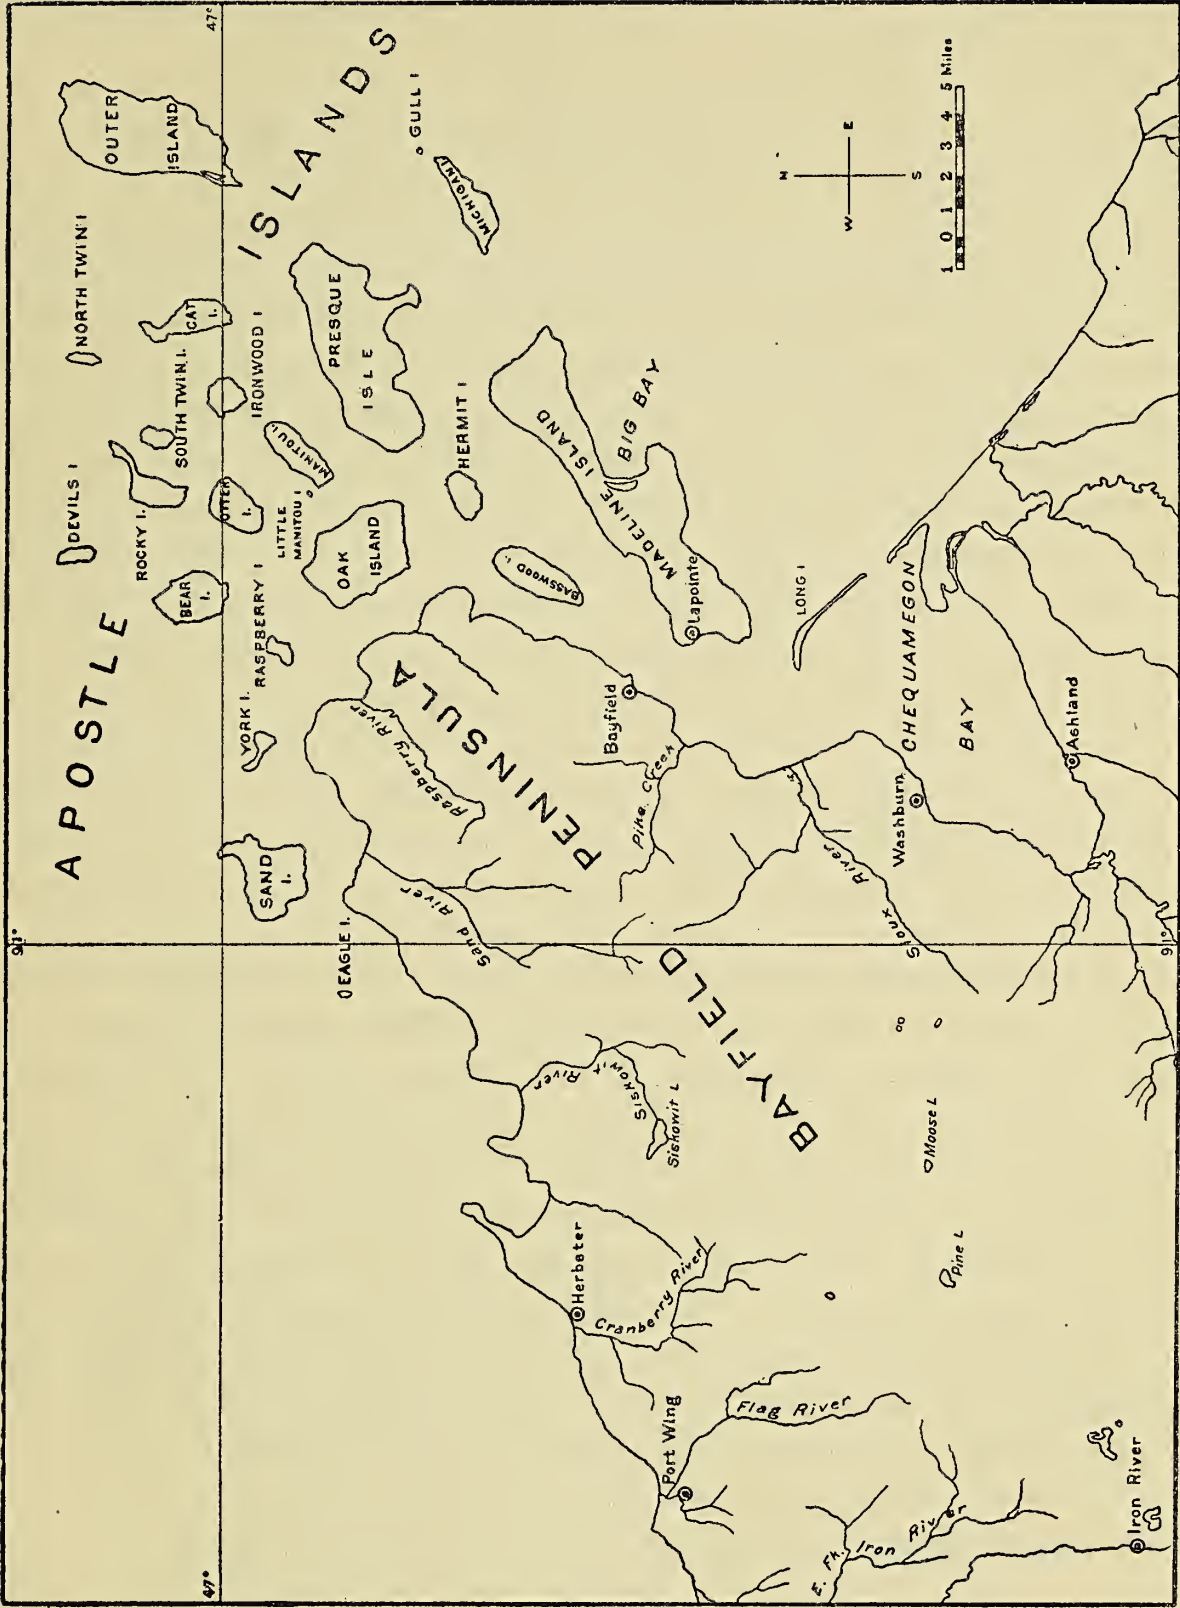 47°
91°
47°
91°
APOSTLE
ISLANDS
OUTER
ISLAND
NORTH TWIN I
DEVILS I
ROCKY I.
SOUTH TWIN I.
CAT
I.
BEAR
I.
OTTER
I.
IRONWOOD I
MANITOU I.
LITTLE
MANITOU I
RASPBERRY I
YORK I.
SAND
I.
EAGLE I.
OAK
ISLAND
PRESQUE
ISLE
GULL I
MICHIGAN I
HERMIT I
BASSWOOD I.
MADELINE ISLAND
BIG BAY
Lapointe
LONG I
CHEQUAMEGON
BAY
Ashland
Washburn
Bayfield
BAYFIELD
PENINSULA
Raspberry River
Sand River
Pike Creek
Sioux River
Siskowit River
Siskowit L
Moose L
Pine L
Herbster
Cranberry River
Port Wing
Flag River
E. Fk. Iron River
Iron River
N
W
E
S
1 0 1 2 3 4 5 Miles